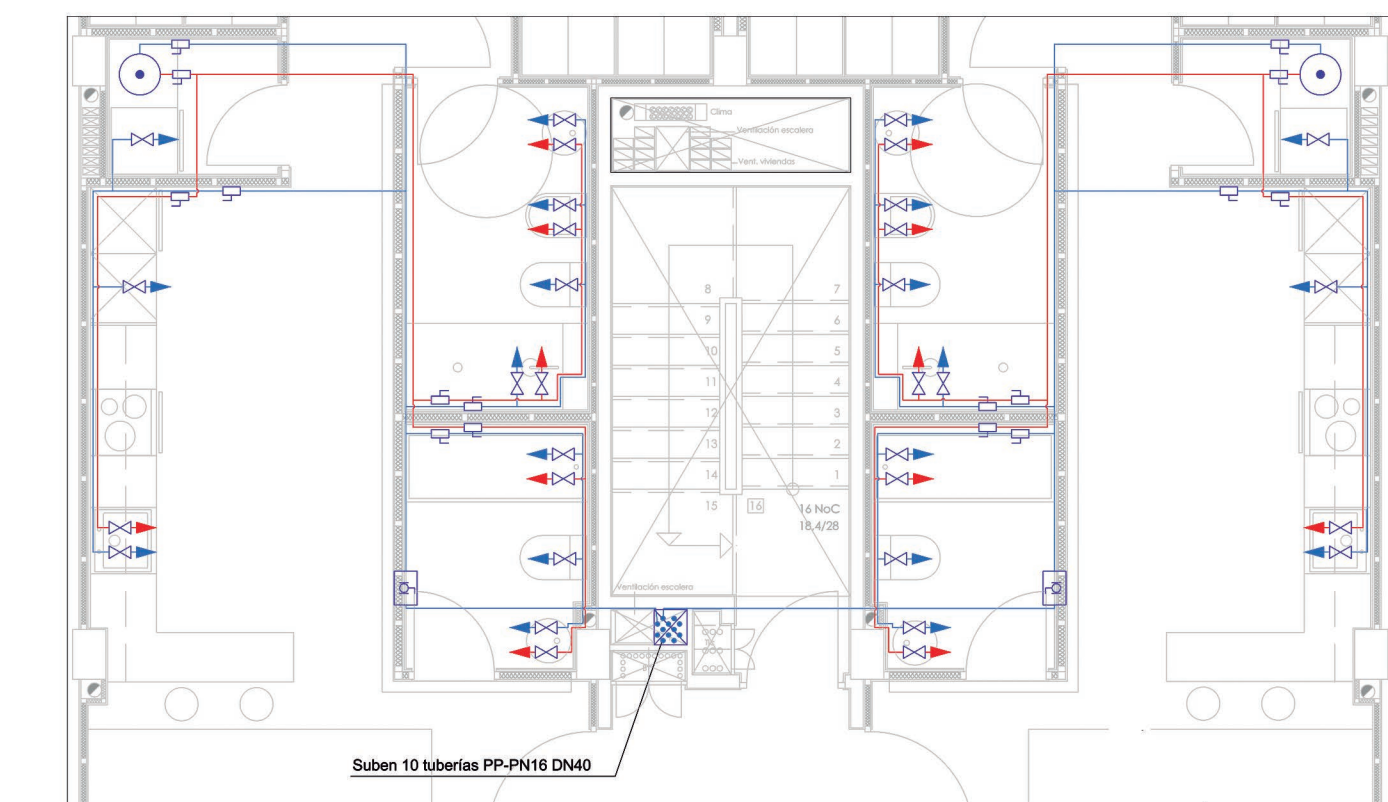 Clima
Ventilación escalera
Vent. viviendas
8 7
9 6
10 5
11 4
12 3
13 2
14 1
15 16 16 NoC
18,4/28
Ventilación escalera
Suben 10 tuberías PP-PN16 DN40